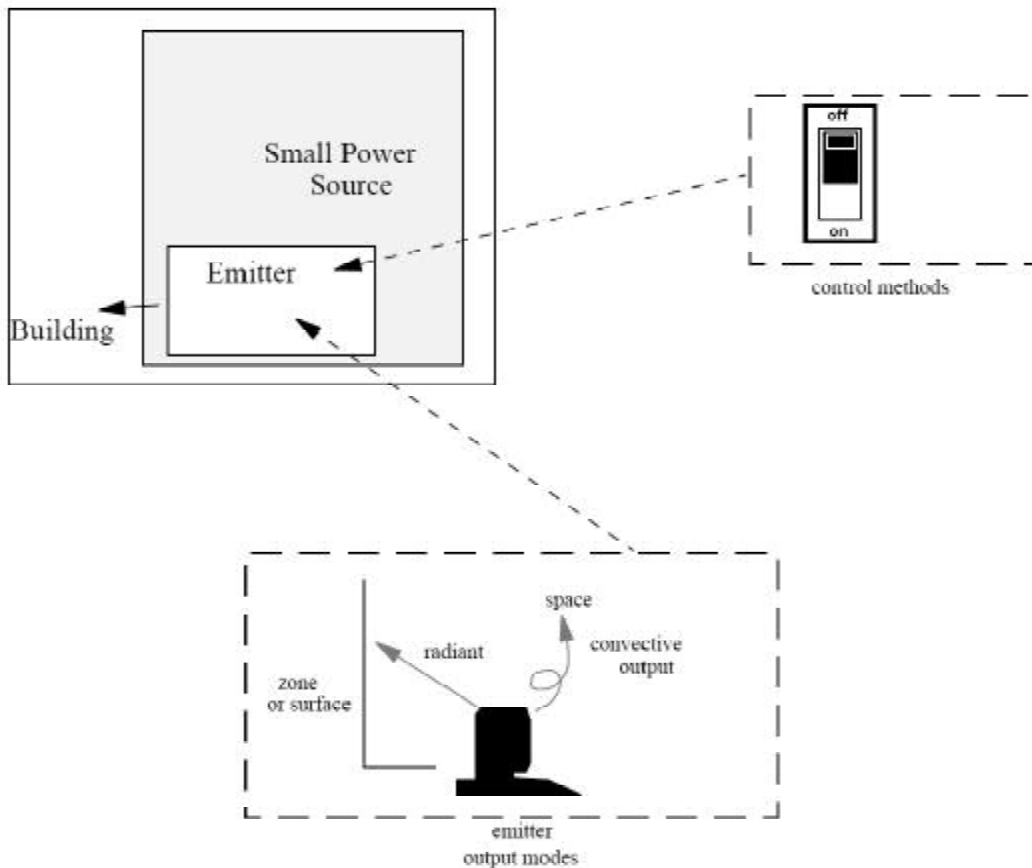 Small Power
Source
Emitter
Building
off
on
control methods
space
radiant
convective
output
zone
or surface
emitter
output modes